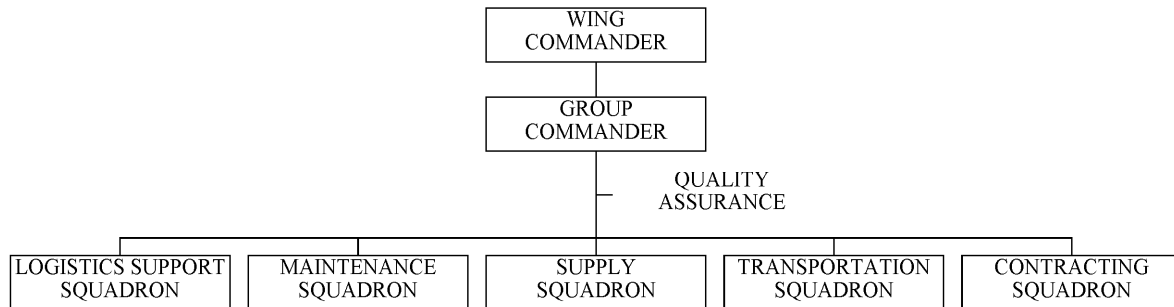 WING
COMMANDER
GROUP
COMMANDER
QUALITY
ASSURANCE
LOGISTICS SUPPORT
SQUADRON
MAINTENANCE
SQUADRON
SUPPLY
SQUADRON
TRANSPORTATION
SQUADRON
CONTRACTING
SQUADRON